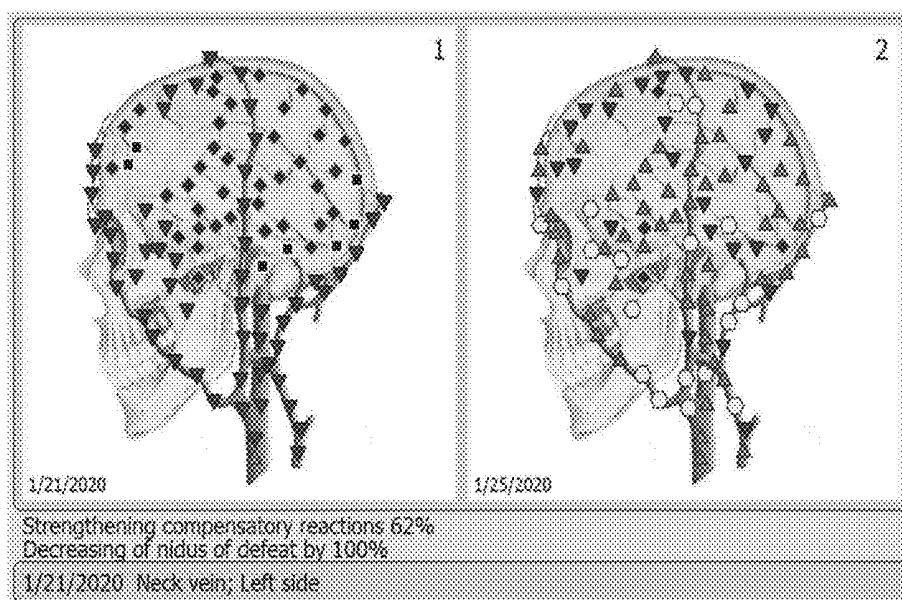 1
2
1/21/2020
1/25/2020
Strengthening compensatory reactions 62%
Decreasing of nidus of defeat by 100%
1/21/2020 Neck vein; Left side